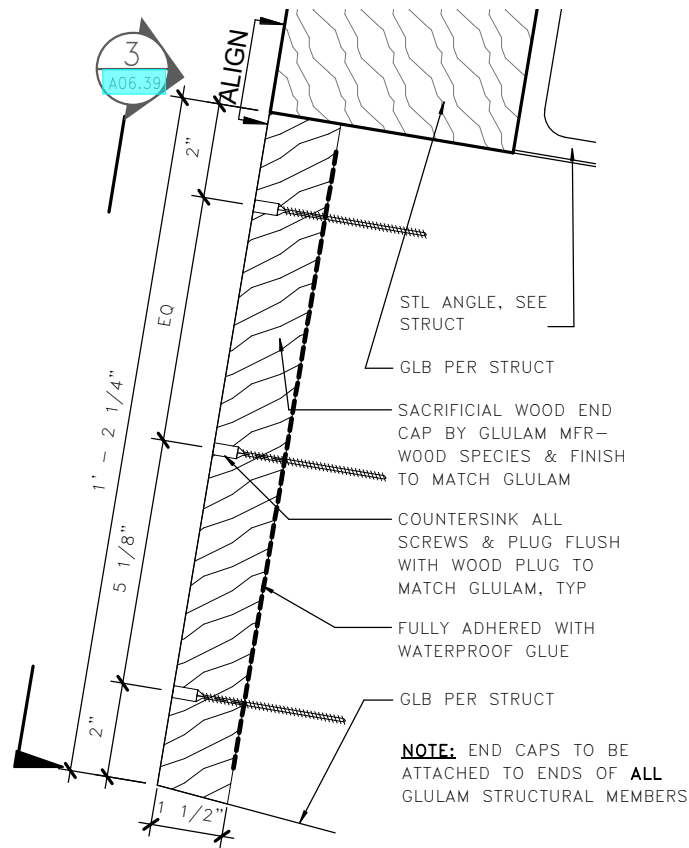 3
A06.39
ALIGN
2"
EQ
1' - 2 1/4"
5 1/8"
2"
1 1/2"
STL ANGLE, SEE
STRUCT
GLB PER STRUCT
SACRIFICIAL WOOD END
CAP BY GLULAM MFR-
WOOD SPECIES & FINISH
TO MATCH GLULAM
COUNTERSINK ALL
SCREWS & PLUG FLUSH
WITH WOOD PLUG TO
MATCH GLULAM, TYP
FULLY ADHERED WITH
WATERPROOF GLUE
GLB PER STRUCT
NOTE: END CAPS TO BE
ATTACHED TO ENDS OF ALL
GLULAM STRUCTURAL MEMBERS